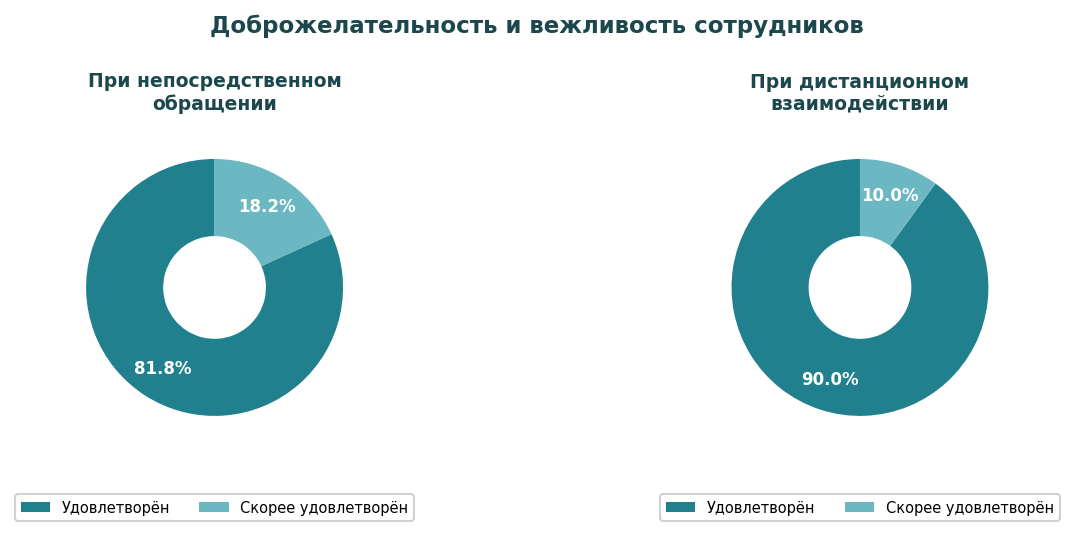 Доброжелательность и вежливость сотрудников
При непосредственном
обращении
18.2%
81.8%
Удовлетворён Скорее удовлетворён
При дистанционном
взаимодействии
10.0%
90.0%
Удовлетворён Скорее удовлетворён